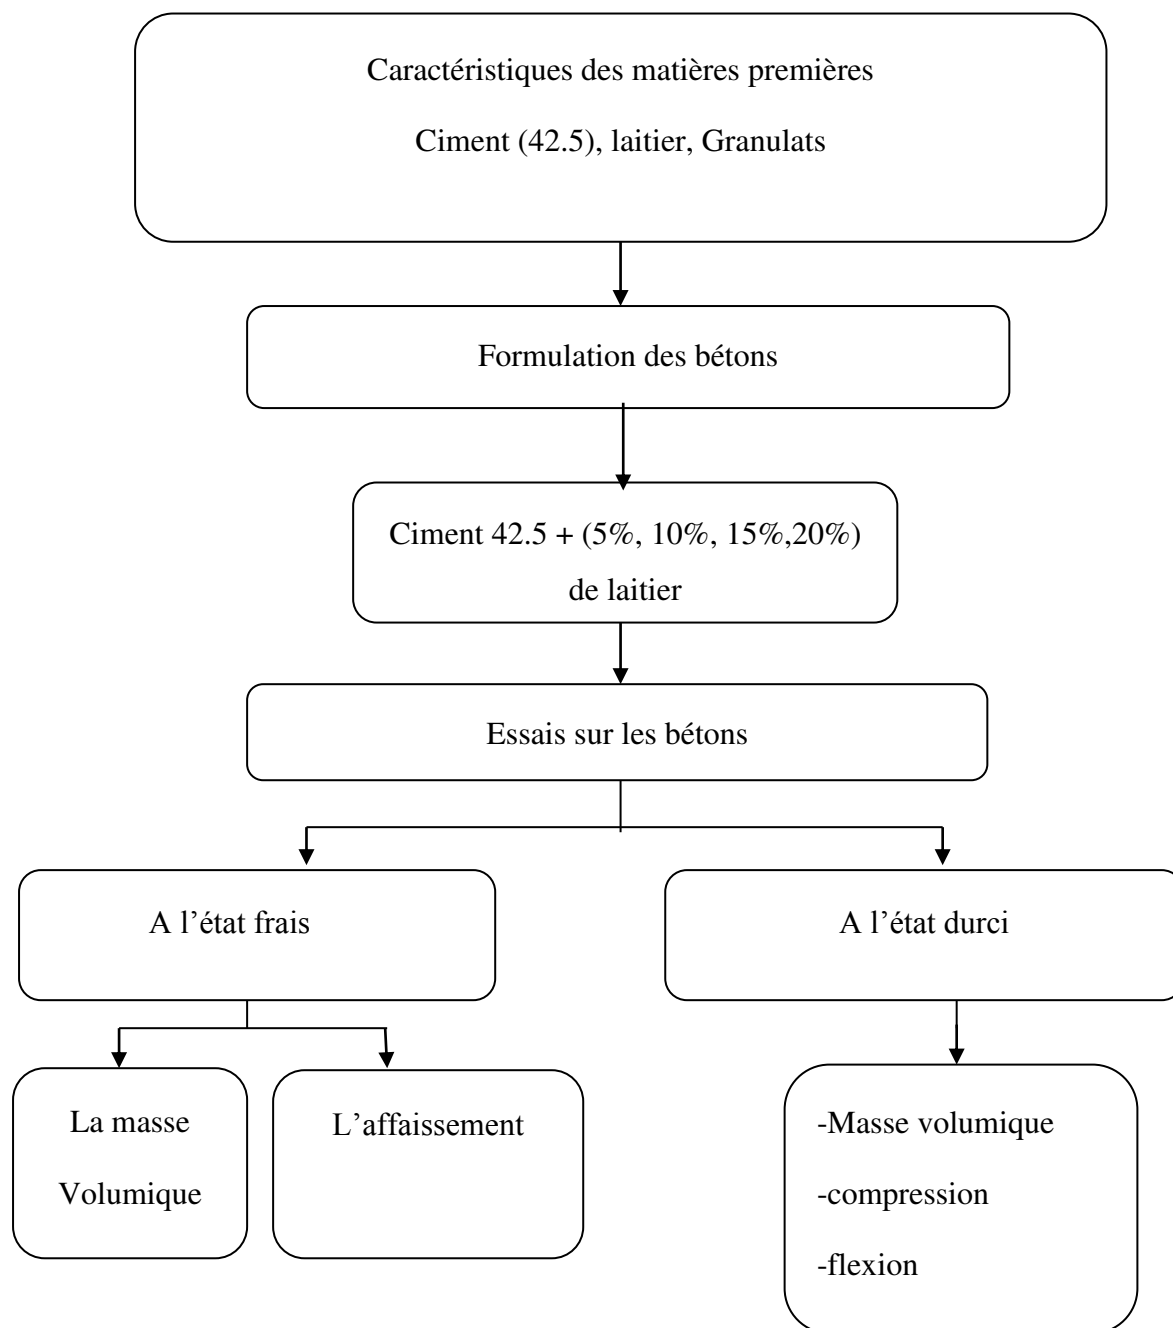 Caractéristiques des matières premières
Ciment (42.5), laitier, Granulats
Formulation des bétons
Ciment 42.5 + (5%, 10%, 15%,20%)
de laitier
Essais sur les bétons
A l’état frais
A l’état durci
La masse
Volumique
L’affaissement
-Masse volumique
-compression
-flexion